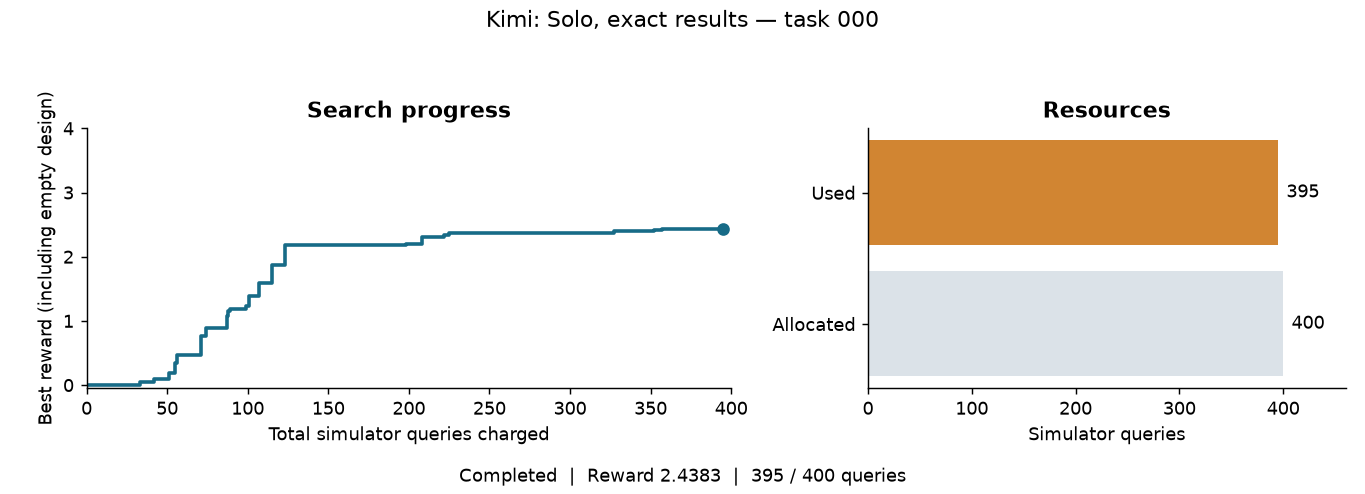 Kimi: Solo, exact results — task 000
Search progress
Best reward (including empty design)
4
3
2
1
0
0 50 100 150 200 250 300 350 400
Total simulator queries charged
Resources
Used
395
Allocated
400
0 100 200 300 400
Simulator queries
Completed | Reward 2.4383 | 395 / 400 queries